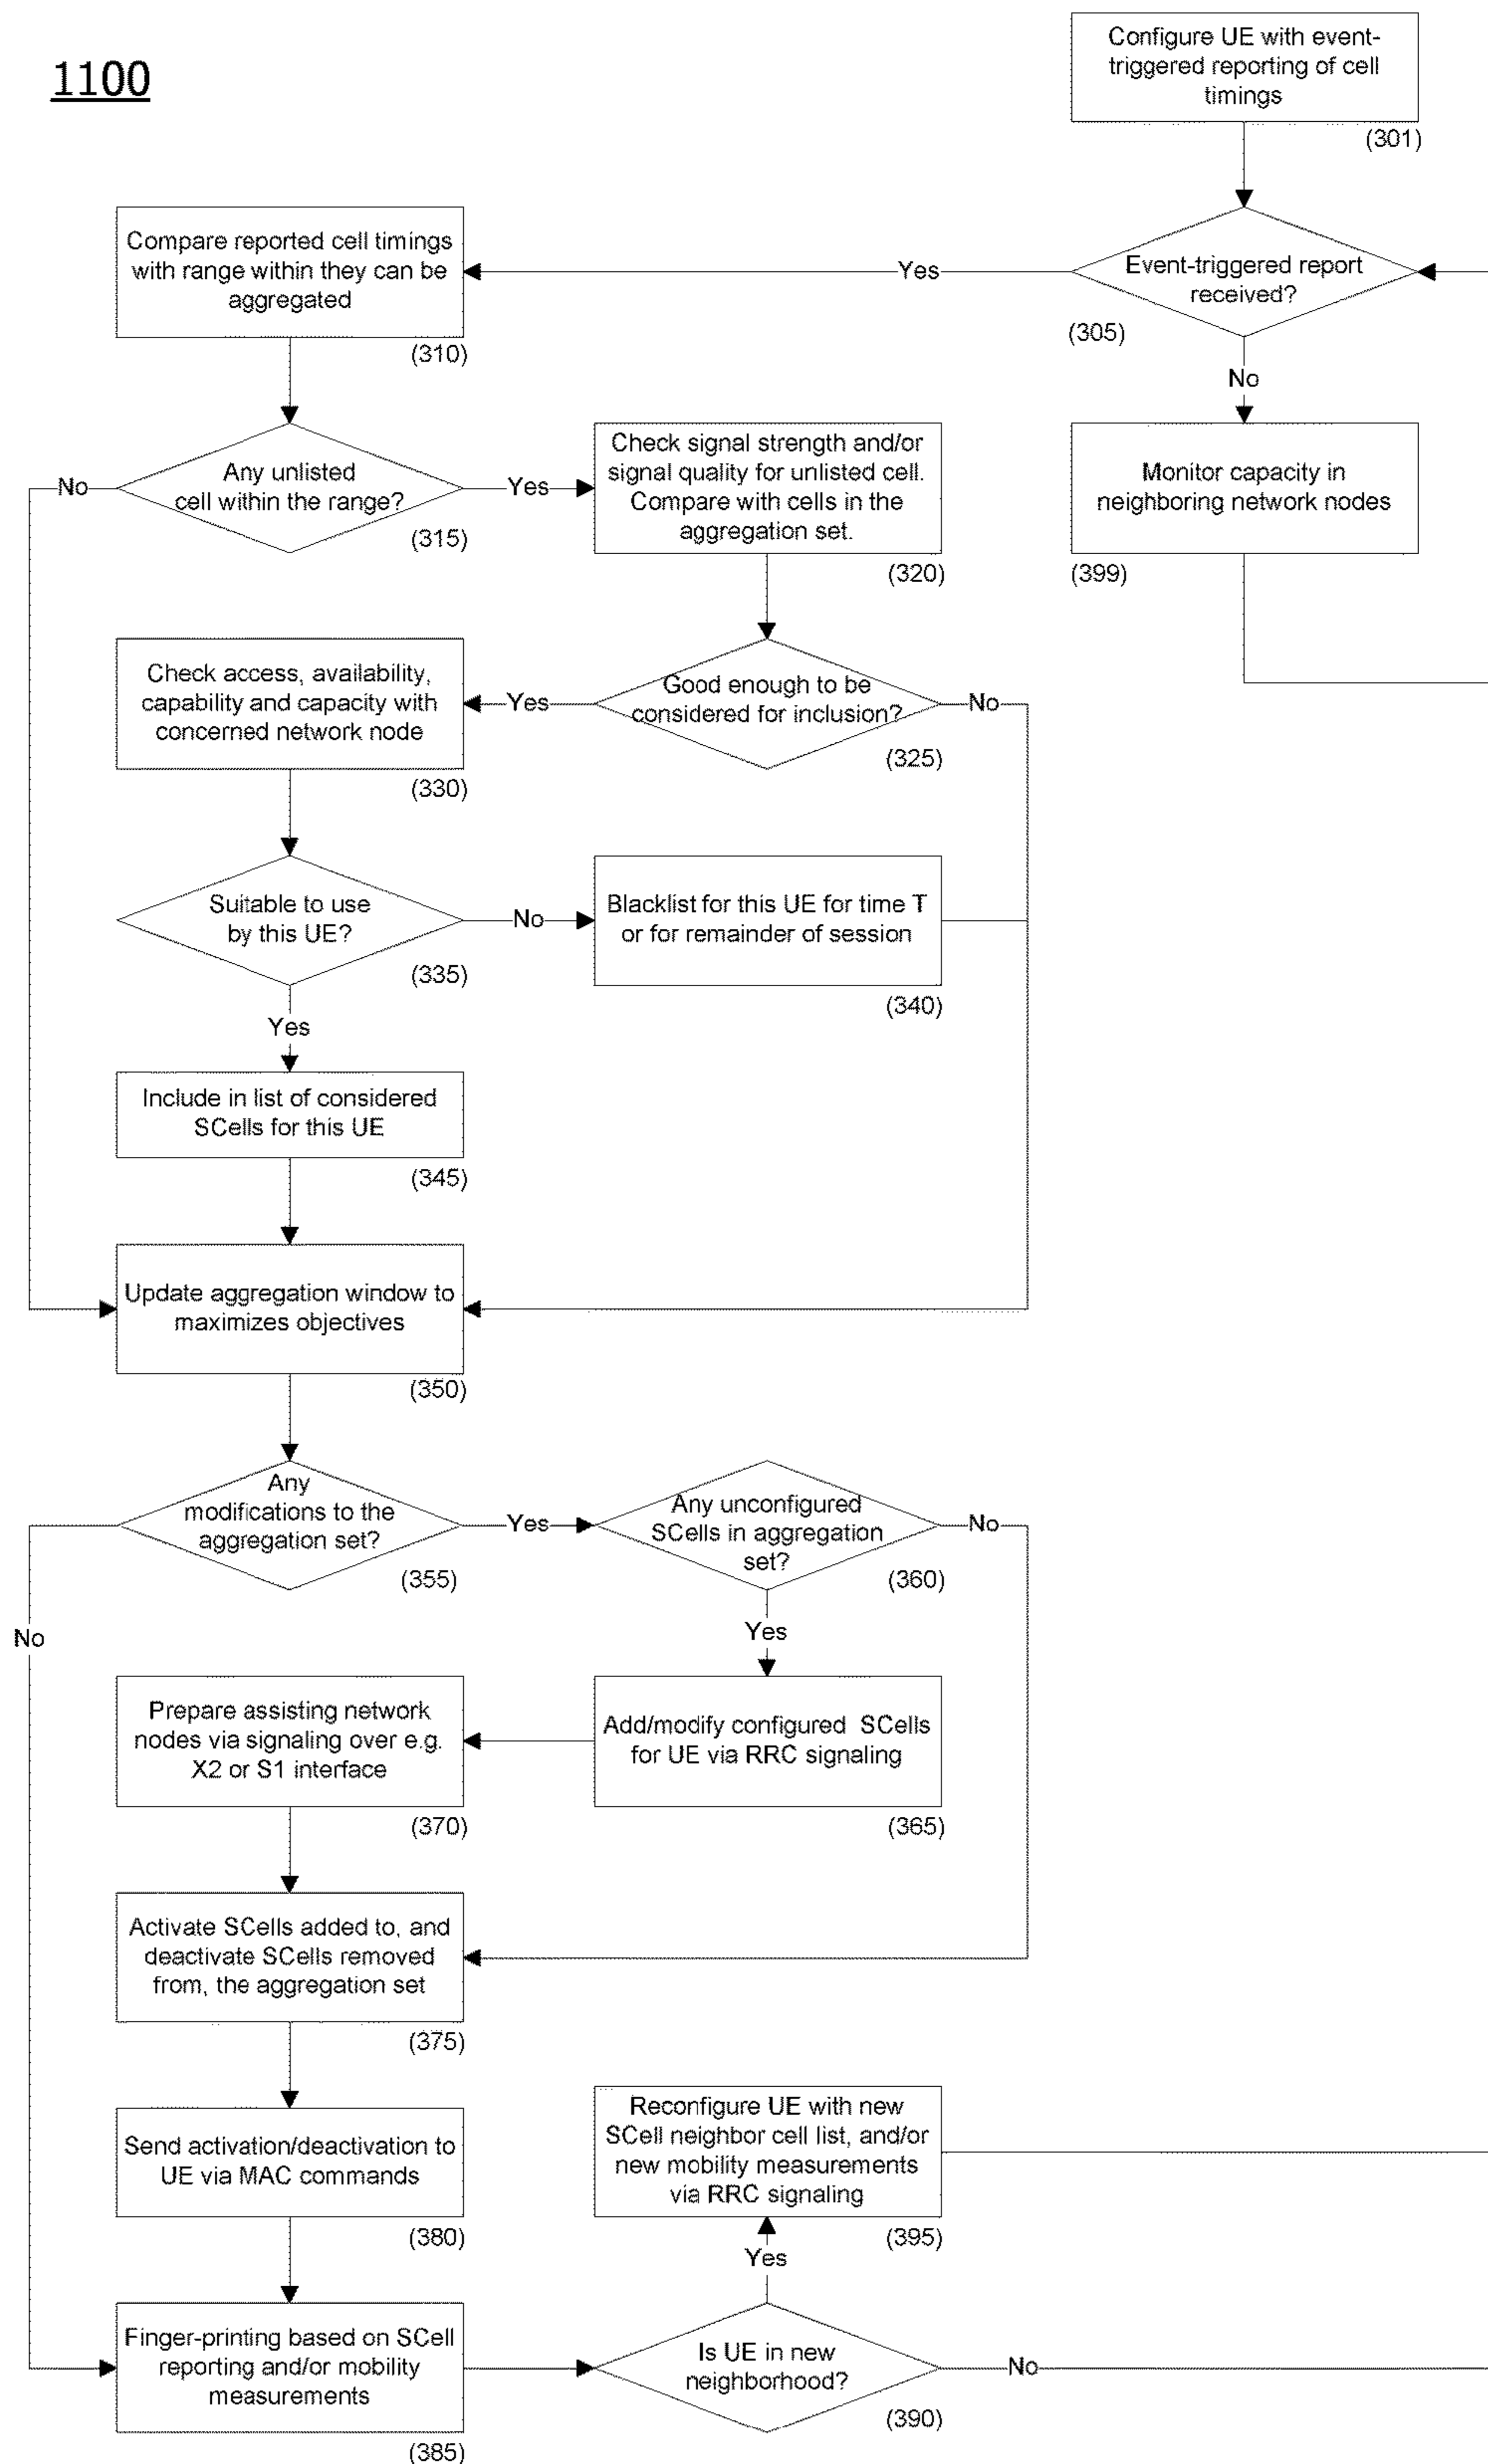 1100
Configure UE with event-
triggered reporting of cell
timings
(301)
Compare reported cell timings
with range within they can be
aggregated
(310)
Yes
Event-triggered report
received?
(305)
No
Any unlisted
cell within the range?
(315)
No
Yes
Check signal strength and/or
signal quality for unlisted cell.
Compare with cells in the
aggregation set.
(320)
Monitor capacity in
neighboring network nodes
(399)
Check access, availability,
capability and capacity with
concerned network node
(330)
Yes
Good enough to be
considered for inclusion?
(325)
No
Suitable to use
by this UE?
(335)
No
Blacklist for this UE for time T
or for remainder of session
(340)
Yes
Include in list of considered
SCells for this UE
(345)
Update aggregation window to
maximizes objectives
(350)
Any
modifications to the
aggregation set?
(355)
Yes
Any unconfigured
SCells in aggregation
set?
(360)
No
No
Yes
Prepare assisting network
nodes via signaling over e.g.
X2 or S1 interface
(370)
Add/modify configured SCells
for UE via RRC signaling
(365)
Activate SCells added to, and
deactivate SCells removed
from, the aggregation set
(375)
Send activation/deactivation to
UE via MAC commands
(380)
Reconfigure UE with new
SCell neighbor cell list, and/or
new mobility measurements
via RRC signaling
(395)
Yes
Finger-printing based on SCell
reporting and/or mobility
measurements
(385)
Is UE in new
neighborhood?
(390)
No